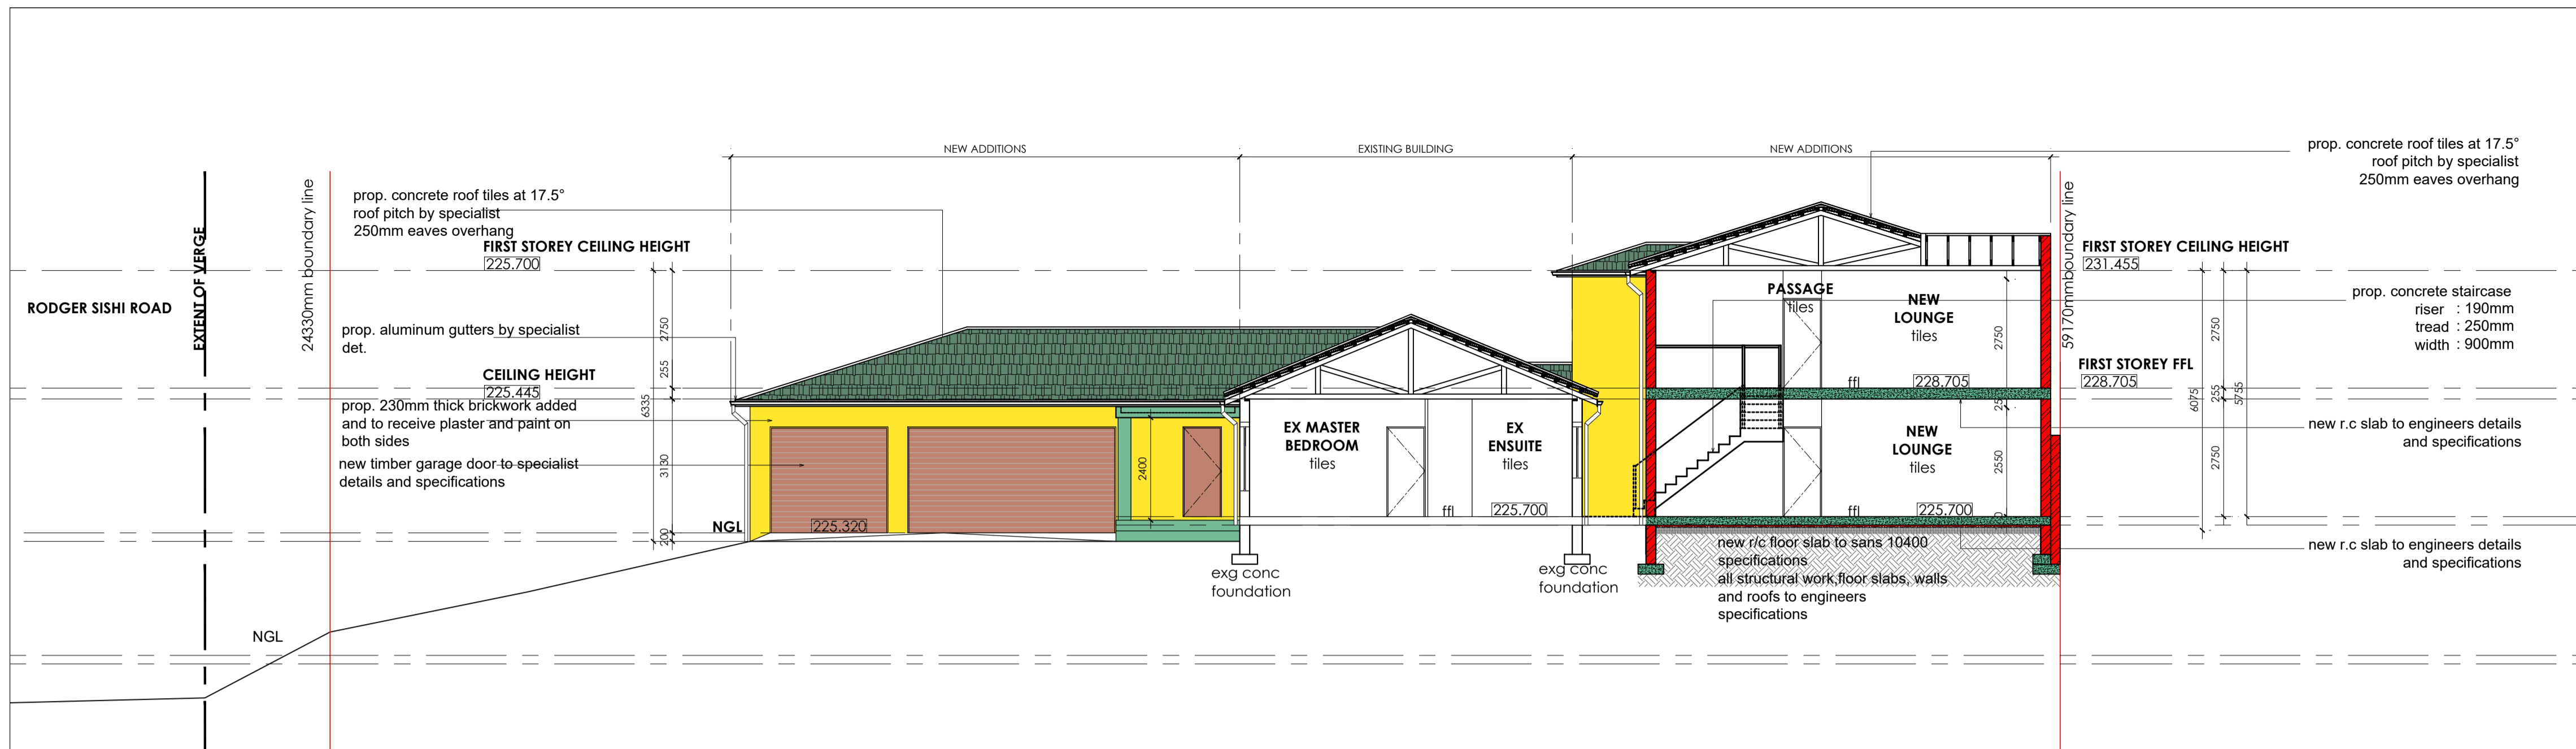 NEW ADDITIONS
EXISTING BUILDING
NEW ADDITIONS
prop. concrete roof tiles at 17.5°
roof pitch by specialist
250mm eaves overhang
24330mm boundary line
EXTENT OF VERGE
RODGER SISHI ROAD
prop. concrete roof tiles at 17.5°
roof pitch by specialist
250mm eaves overhang
FIRST STOREY CEILING HEIGHT
225.700
prop. aluminum gutters by specialist
det.
CEILING HEIGHT
225.445
prop. 230mm thick brickwork added
and to receive plaster and paint on
both sides
new timber garage door to specialist
details and specifications
2750
255
6335
3130
200
NGL
225.320
2400
NGL
EX MASTER
BEDROOM
tiles
EX
ENSUITE
tiles
ffl
225.700
exg conc
foundation
exg conc
foundation
PASSAGE
tiles
NEW
LOUNGE
tiles
2750
ffl
228.705
NEW
LOUNGE
tiles
2550
ffl
225.700
new r/c floor slab to sans 10400
specifications
all structural work,floor slabs, walls
and roofs to engineers
specifications
59170mmboundary line
FIRST STOREY CEILING HEIGHT
231.455
prop. concrete staircase
riser : 190mm
tread : 250mm
width : 900mm
FIRST STOREY FFL
228.705
6075
2750
255
2750
5755
new r.c slab to engineers details
and specifications
new r.c slab to engineers details
and specifications